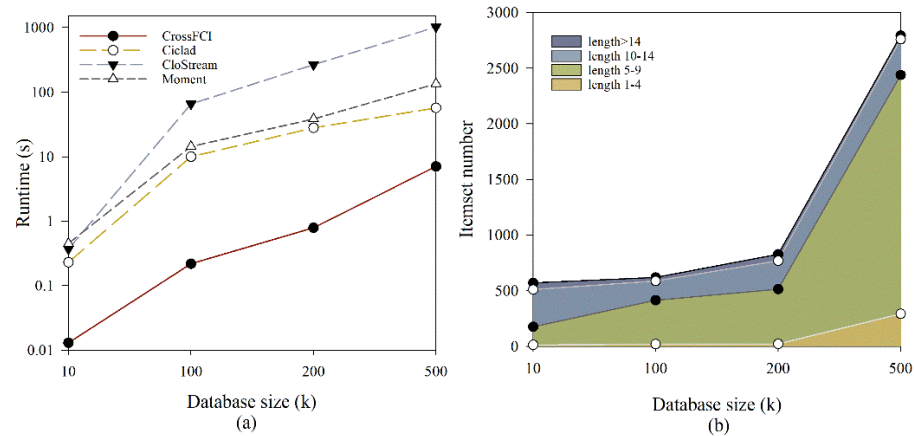 (a)
1000
100
10
1
0.1
0.01
Runtime (s)
CrossFCI
Ciclad
CloStream
Moment
10 100 200 500
Database size (k)
(a)
3000
2500
2000
1500
1000
500
0
Itemset number
length>14
length 10-14
length 5-9
length 1-4
10 100 200 500
Database size (k)
(b)